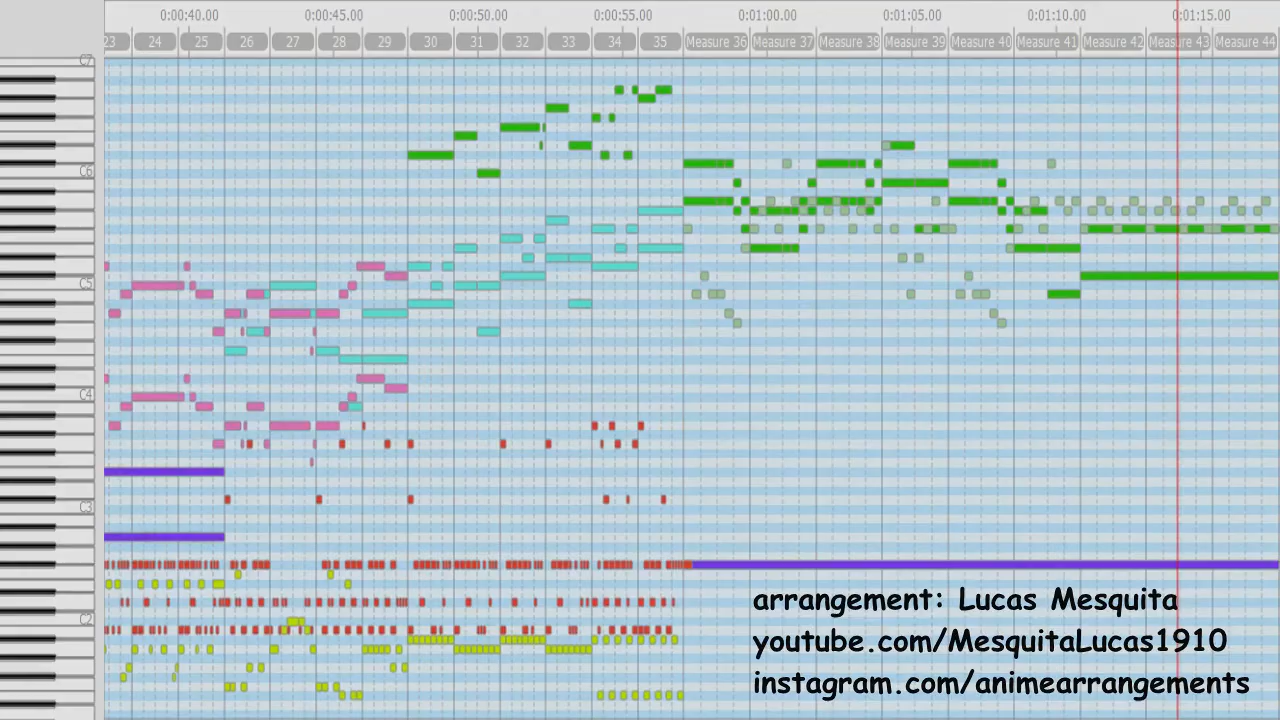 0:00:40.00 0:00:45.00 0:00:50.00 0:00:55.00 0:01:00.00 0:01:05.00 0:01:10.00 0:01:15.00
23 24 25 26 27 28 29 30 31 32 33 34 35 Measure 36 Measure 37 Measure 38 Measure 39 Measure 40 Measure 41 Measure 42 Measure 43 Measure 44
C7
C6
C5
C4
C3
C2
arrangement: Lucas Mesquita
youtube.com/MesquitaLucas1910
instagram.com/animearrangements